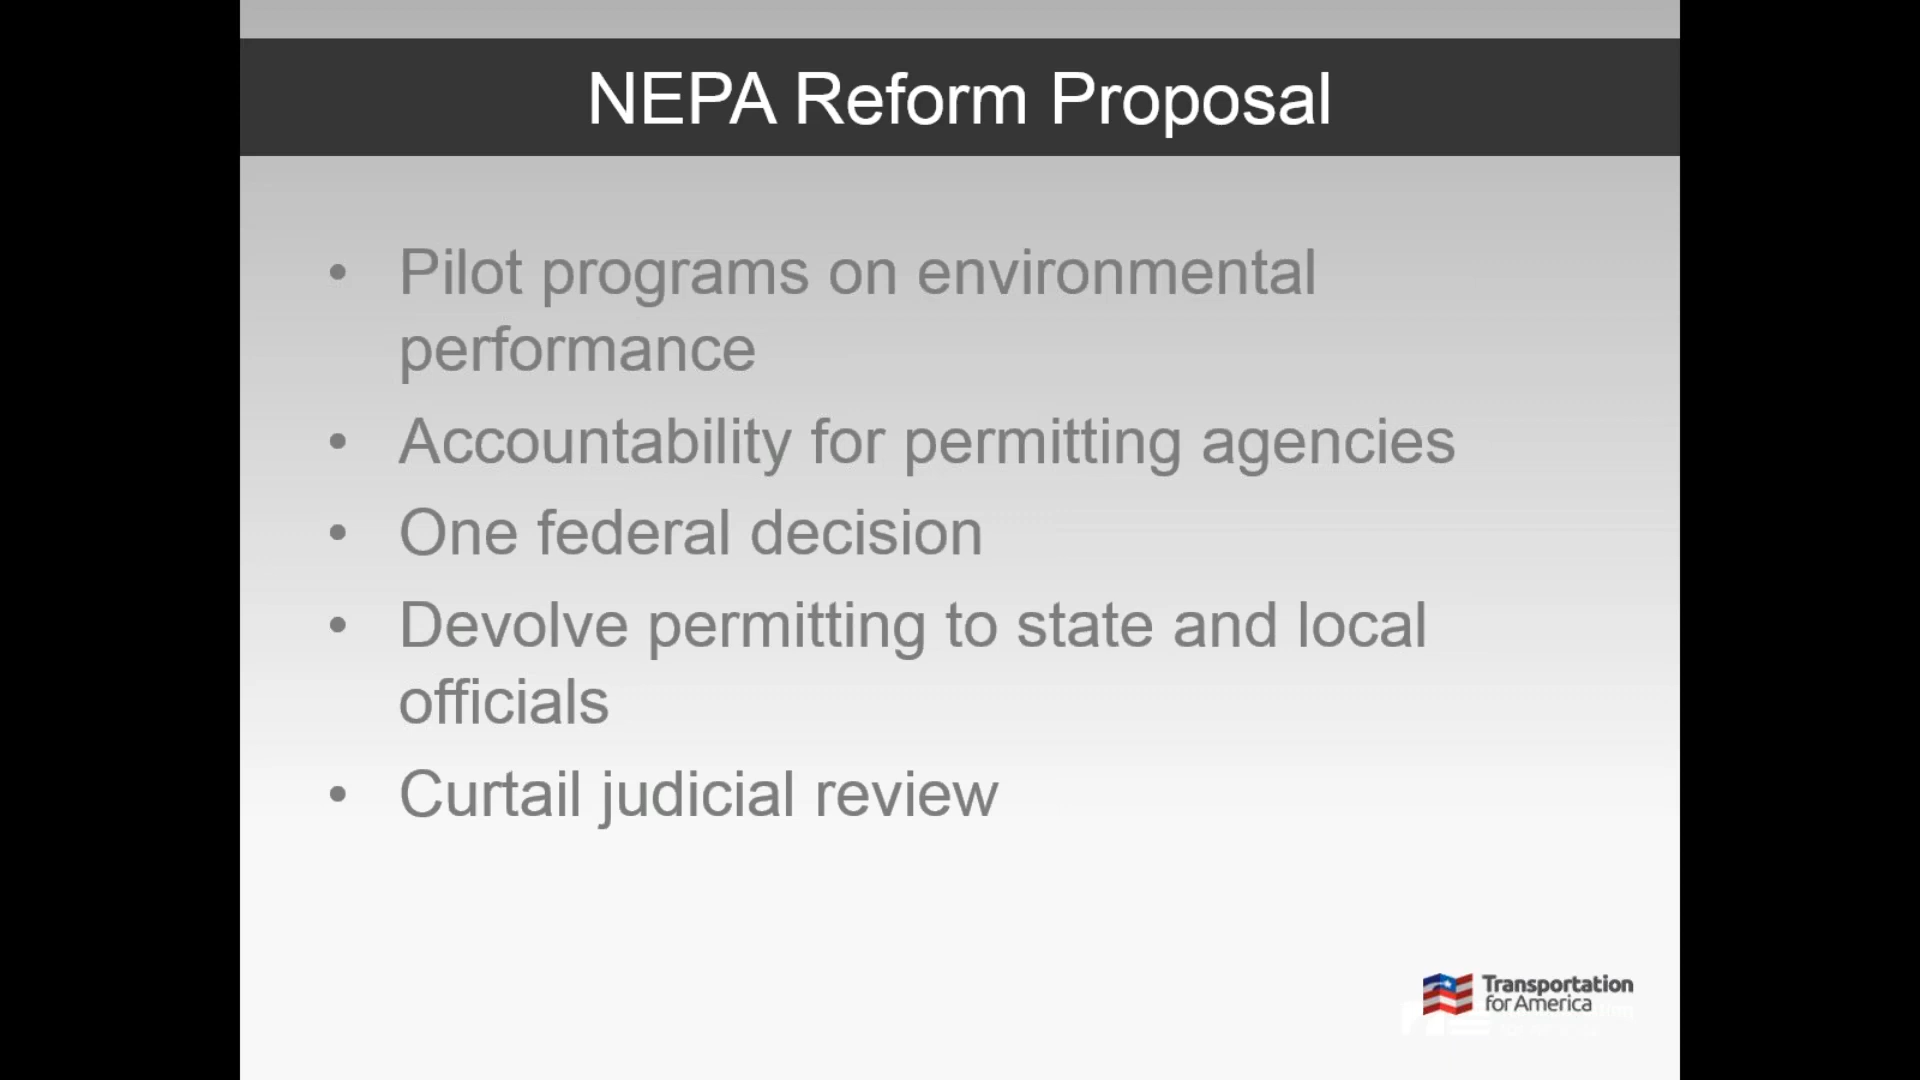 NEPA Reform Proposal
• Pilot programs on environmental
performance
• Accountability for permitting agencies
• One federal decision
• Devolve permitting to state and local
officials
• Curtail judicial review
Transportation
for America